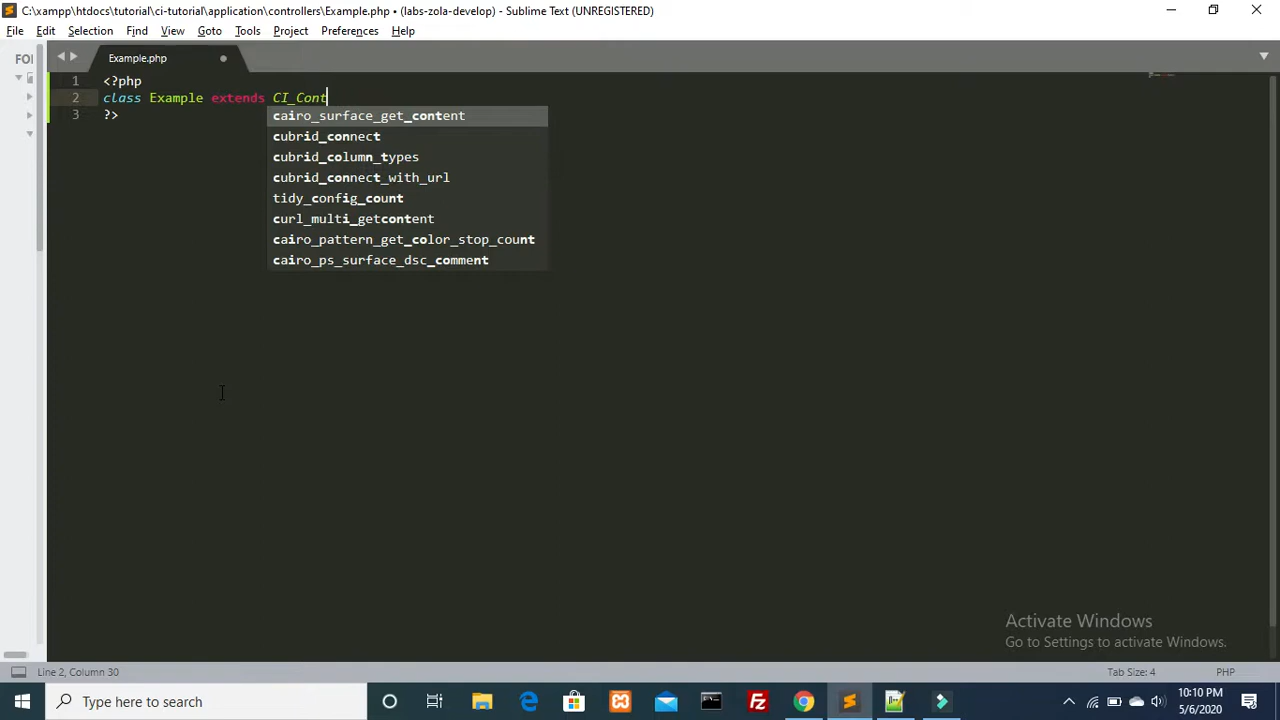 C:\xampp\htdocs\tutorial\ci-tutorial\application\controllers\Example.php • (labs-zola-develop) - Sublime Text (UNREGISTERED)
File Edit Selection Find View Goto Tools Project Preferences Help
FOL
Example.php
1 <?php
2 class Example extends CI_Cont
3 ?>
cairo_surface_get_content
cubrid_connect
cubrid_column_types
cubrid_connect_with_url
tidy_config_count
curl_multi_getcontent
cairo_pattern_get_color_stop_count
cairo_ps_surface_dsc_comment
Activate Windows
Go to Settings to activate Windows.
Line 2, Column 30
Tab Size: 4
PHP
Type here to search
10:10 PM
5/6/2020